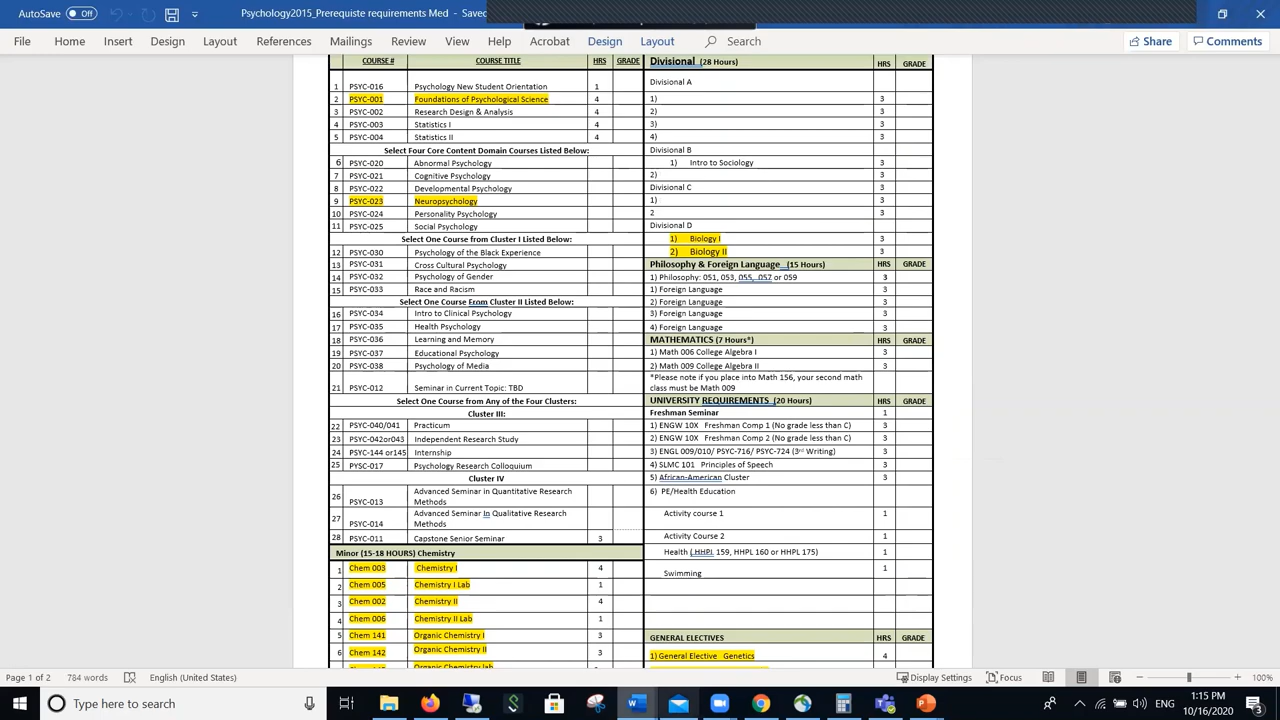 AutoSave Off Psychology2015_Prerequiste requirements Med - Saved
File Home Insert Draw Design Layout References Mailings Review View Help Acrobat Design Layout Search Share Comments
COURSE # COURSE TITLE HRS GRADE
1 PSYC-016 Psychology New Student Orientation 1
2 PSYC-001 Foundations of Psychological Science 4
3 PSYC-002 Research Design & Analysis 4
4 PSYC-003 Statistics I 4
5 PSYC-004 Statistics II 4
Select Four Core Content Domain Courses Listed Below:
6 PSYC-020 Abnormal Psychology
7 PSYC-021 Cognitive Psychology
8 PSYC-022 Developmental Psychology
9 PSYC-023 Neuropsychology
10 PSYC-024 Personality Psychology
11 PSYC-025 Social Psychology
Select One Course from Cluster I Listed Below:
12 PSYC-030 Psychology of the Black Experience
13 PSYC-031 Cross Cultural Psychology
14 PSYC-032 Psychology of Gender
15 PSYC-033 Race and Racism
Select One Course From Cluster II Listed Below:
16 PSYC-034 Intro to Clinical Psychology
17 PSYC-035 Health Psychology
18 PSYC-036 Learning and Memory
19 PSYC-037 Educational Psychology
20 PSYC-038 Psychology of Media
21 PSYC-012 Seminar in Current Topic: TBD
Select One Course from Any of the Four Clusters:
Cluster III:
22 PSYC-040/041 Practicum
23 PSYC-042or043 Independent Research Study
24 PSYC-144 or145 Internship
25 PSYC-017 Psychology Research Colloquium
Cluster IV
26 PSYC-013 Advanced Seminar in Quantitative Research
Methods
27 PSYC-014 Advanced Seminar In Qualitative Research
Methods
28 PSYC-011 Capstone Senior Seminar 3
Minor (15-18 HOURS) Chemistry
1 Chem 003 Chemistry I 4
2 Chem 005 Chemistry I Lab 1
3 Chem 002 Chemistry II 4
4 Chem 006 Chemistry II Lab 1
5 Chem 141 Organic Chemistry I 3
6 Chem 142 Organic Chemistry II 3
Organic Chemistry lab
Divisional (28 Hours) HRS GRADE
Divisional A
1) 3
2) 3
3) 3
4) 3
Divisional B
1) Intro to Sociology 3
2) 3
Divisional C
1) 3
2 3
Divisional D
1) Biology I 3
2) Biology II 3
Philosophy & Foreign Language (15 Hours) HRS GRADE
1) Philosophy: 051, 053, 055, .057 or 059 3
1) Foreign Language 3
2) Foreign Language 3
3) Foreign Language 3
4) Foreign Language 3
MATHEMATICS (7 Hours*) HRS GRADE
1) Math 006 College Algebra I 3
2) Math 009 College Algebra II 3
*Please note if you place into Math 156, your second math
class must be Math 009
UNIVERSITY REQUIREMENTS (20 Hours) HRS GRADE
Freshman Seminar 1
1) ENGW 10X Freshman Comp 1 (No grade less than C) 3
2) ENGW 10X Freshman Comp 2 (No grade less than C) 3
3) ENGL 009/010/ PSYC-716/ PSYC-724 (3rd Writing) 3
4) SLMC 101 Principles of Speech 3
5) African-American Cluster 3
6) PE/Health Education
Activity course 1 1
Activity Course 2 1
Health (.HHPL 159, HHPL 160 or HHPL 175) 1
Swimming 1
GENERAL ELECTIVES HRS GRADE
1) General Elective Genetics 4
Page 1 of 2 784 words English (United States) Display Settings Focus 100%
Type here to search ENG 1:15 PM
10/16/2020 3